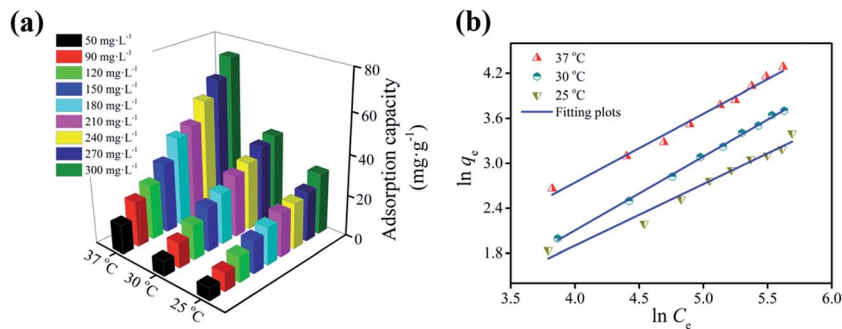 (a)
50 mg·L-1
90 mg·L-1
120 mg·L-1
150 mg·L-1
180 mg·L-1
210 mg·L-1
240 mg·L-1
270 mg·L-1
300 mg·L-1
80
60
40
20
0
Adsorption capacity
(mg·g-1)
37 °C
30 °C
25 °C
(b)
37 °C
30 °C
25 °C
Fitting plots
4.2
3.6
3.0
2.4
1.8
ln qe
3.5 4.0 4.5 5.0 5.5 6.0
ln Ce